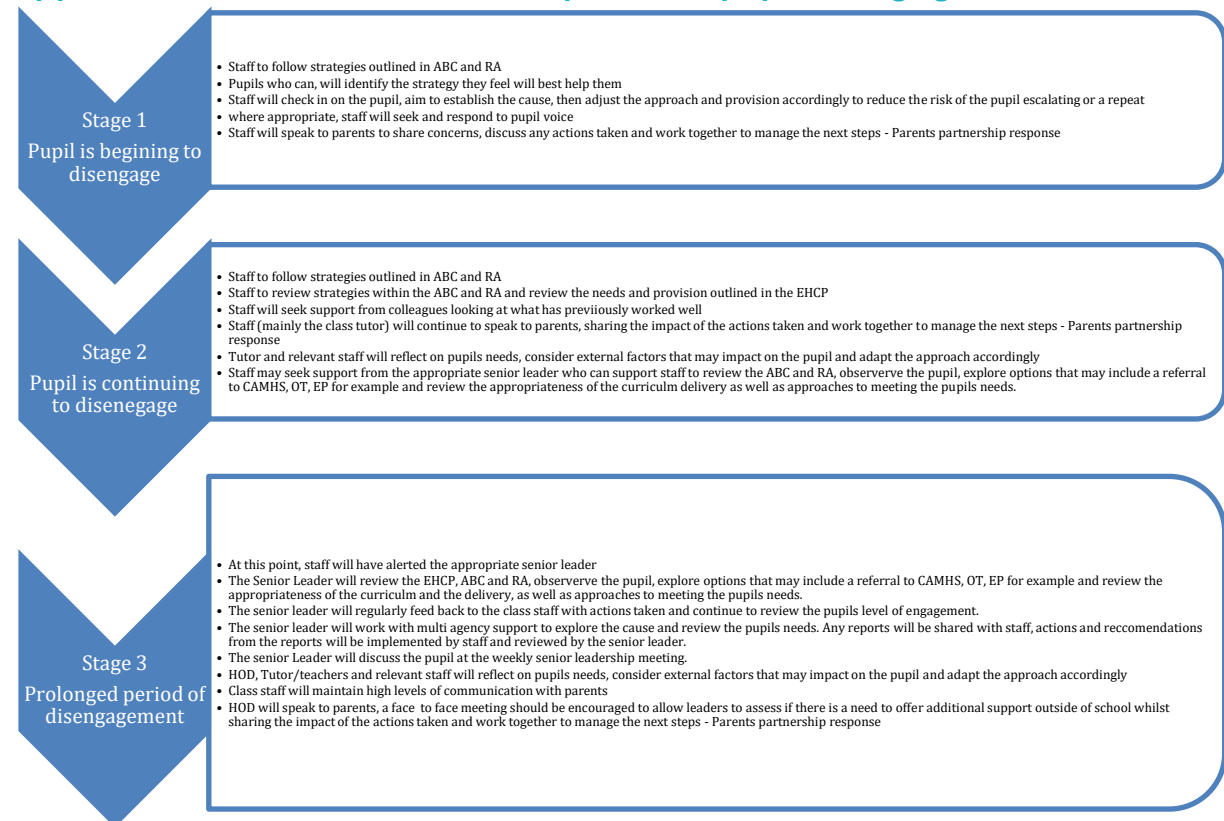 Stage 1
Pupil is begining to
disengage
• Staff to follow strategies outlined in ABC and RA
• Pupils who can, will identify the strategy they feel will best help them
• Staff will check in on the pupil, aim to establish the cause, then adjust the approach and provision accordingly to reduce the risk of the pupil escalating or a repeat
• where appropriate, staff will seek and respond to pupil voice
• Staff will speak to parents to share concerns, discuss any actions taken and work together to manage the next steps - Parents partnership response
Stage 2
Pupil is continuing
to disenegage
• Staff to follow strategies outlined in ABC and RA
• Staff to review strategies within the ABC and RA and review the needs and provision outlined in the EHCP
• Staff will seek support from colleagues looking at what has previiously worked well
• Staff (mainly the class tutor) will continue to speak to parents, sharing the impact of the actions taken and work together to manage the next steps - Parents partnership
response
• Tutor and relevant staff will reflect on pupils needs, consider external factors that may impact on the pupil and adapt the approach accordingly
• Staff may seek support from the appropriate senior leader who can support staff to review the ABC and RA, observerve the pupil, explore options that may include a referral
to CAMHS, OT, EP for example and review the appropriateness of the curriculm delivery as well as approaches to meeting the pupils needs.
Stage 3
Prolonged period of
disengagement
• At this point, staff will have alerted the appropriate senior leader
• The Senior Leader will review the EHCP, ABC and RA, observerve the pupil, explore options that may include a referral to CAMHS, OT, EP for example and review the
appropriateness of the curriculum and the delivery, as well as approaches to meeting the pupils needs.
• The senior leader will regularly feed back to the class staff with actions taken and continue to review the pupils level of engagement.
• The senior leader will work with multi agency support to explore the cause and review the pupils needs. Any reports will be shared with staff, actions and reccomendations
from the reports will be implemented by staff and reviewed by the senior leader.
• The senior Leader will discuss the pupil at the weekly senior leadership meeting.
• HOD, Tutor/teachers and relevant staff will reflect on pupils needs, consider external factors that may impact on the pupil and adapt the approach accordingly
• Class staff will maintain high levels of communication with parents
• HOD will speak to parents, a face to face meeting should be encouraged to allow leaders to assess if there is a need to offer additional support outside of school whilst
sharing the impact of the actions taken and work together to manage the next steps - Parents partnership response